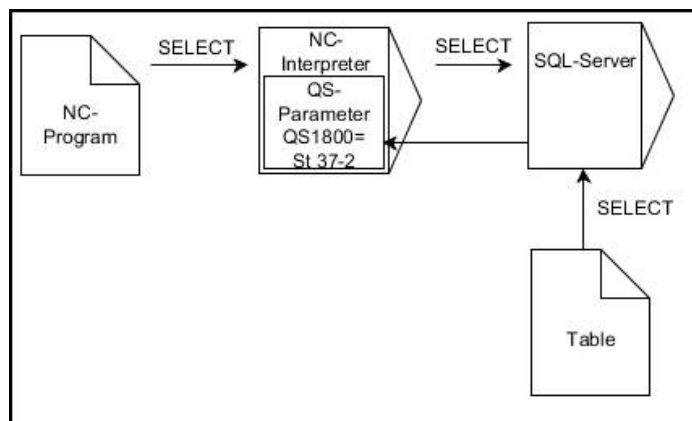 SELECT
NC-
Program
NC-
Interpreter
QS-
Parameter
QS1800=
St 37-2
SELECT
SQL-Server
SELECT
Table